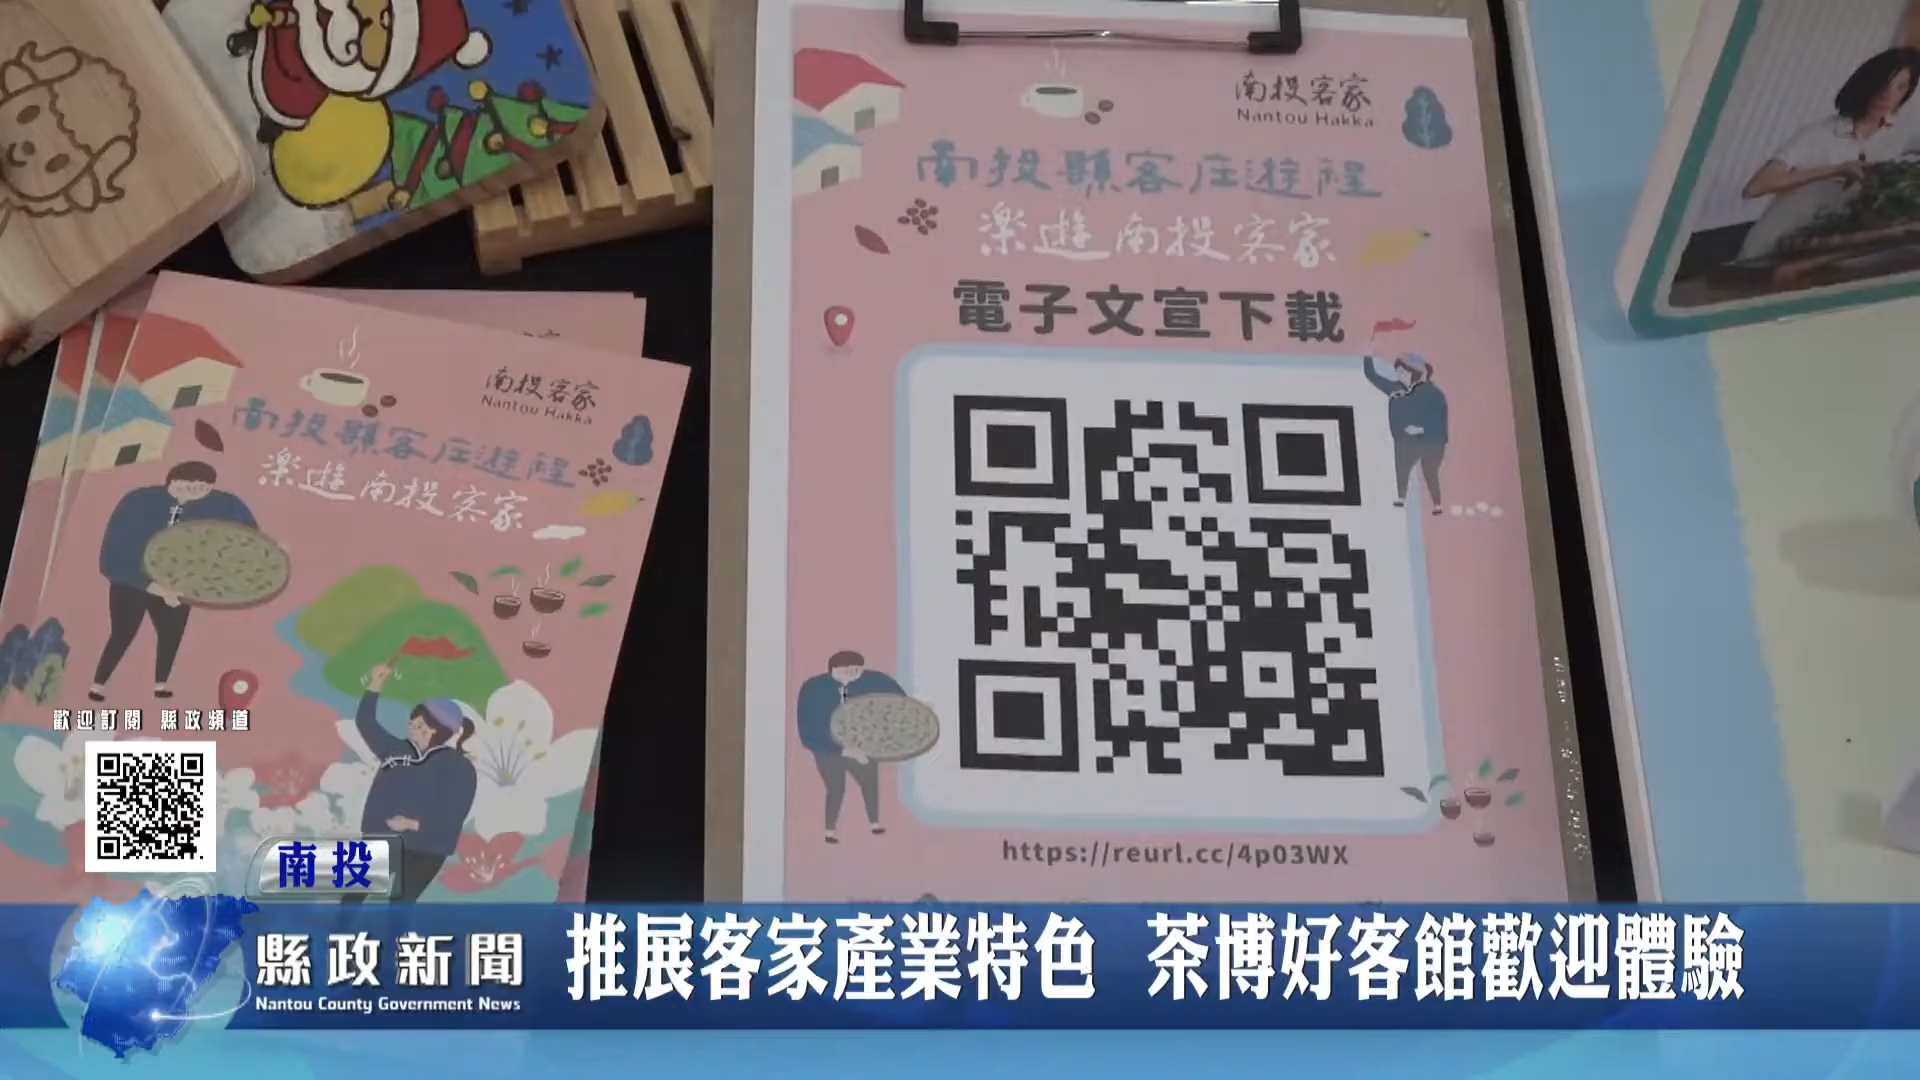 南投客家
Nantou Hakka
南投縣客庄遊程
樂遊南投客家
電子文宣下載
https://reurl.cc/4p03WX
南投客家
Nantou Hakka
南投縣客庄遊程
樂遊南投客家
歡迎訂閱 縣政頻道
南投
縣政新聞
Nantou County Government News
推展客家產業特色 茶博好客館歡迎體驗